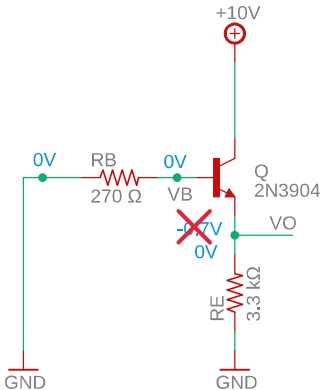 +10V
0V
RB
0V
Q
270 Ω
VB
2N3904
-0,7V
VO
0V
RE
3.3 kΩ
GND
GND